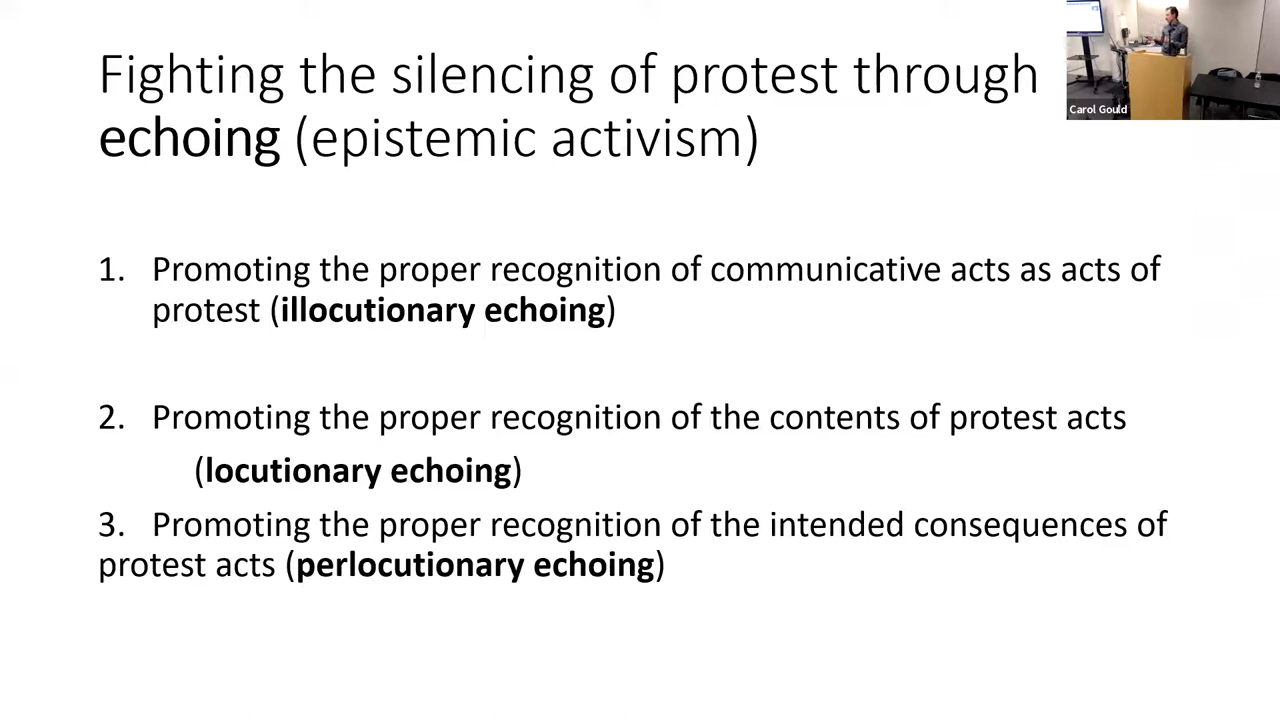 Fighting the silencing of protest through
echoing (epistemic activism)
Carol Gould
1. Promoting the proper recognition of communicative acts as acts of
protest (illocutionary echoing)
2. Promoting the proper recognition of the contents of protest acts
(locutionary echoing)
3. Promoting the proper recognition of the intended consequences of
protest acts (perlocutionary echoing)